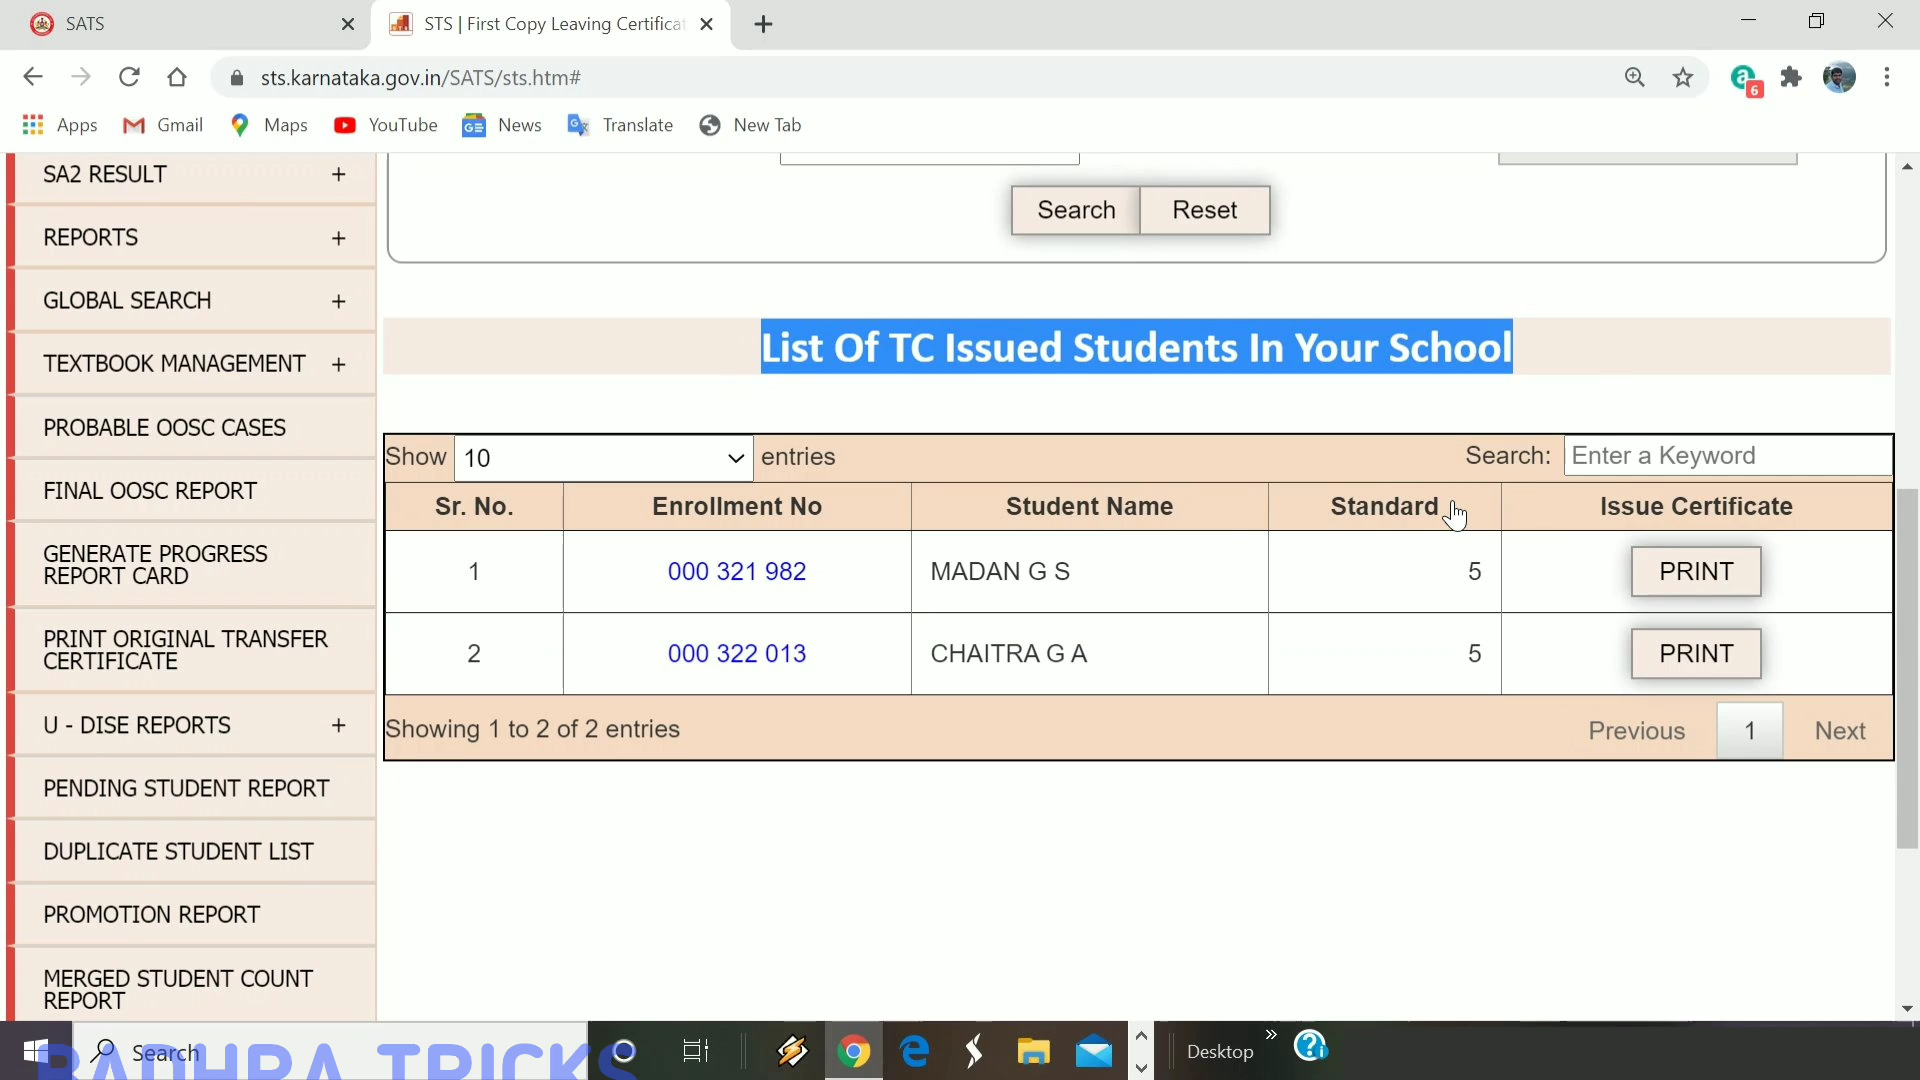 SATS
STS | First Copy Leaving Certificat
sts.karnataka.gov.in/SATS/sts.htm#
6
Apps
Gmail
Maps
YouTube
News
Translate
New Tab
SA2 RESULT +
REPORTS +
GLOBAL SEARCH +
TEXTBOOK MANAGEMENT +
PROBABLE OOSC CASES
FINAL OOSC REPORT
GENERATE PROGRESS
REPORT CARD
PRINT ORIGINAL TRANSFER
CERTIFICATE
U - DISE REPORTS +
PENDING STUDENT REPORT
DUPLICATE STUDENT LIST
PROMOTION REPORT
MERGED STUDENT COUNT
REPORT
Search Reset
List Of TC Issued Students In Your School
Show 10 entries Search: Enter a Keyword
Sr. No. Enrollment No Student Name Standard Issue Certificate
1 000 321 982 MADAN G S 5 PRINT
2 000 322 013 CHAITRA G A 5 PRINT
Showing 1 to 2 of 2 entries Previous 1 Next
Search
BADHRA TRICKS
Desktop